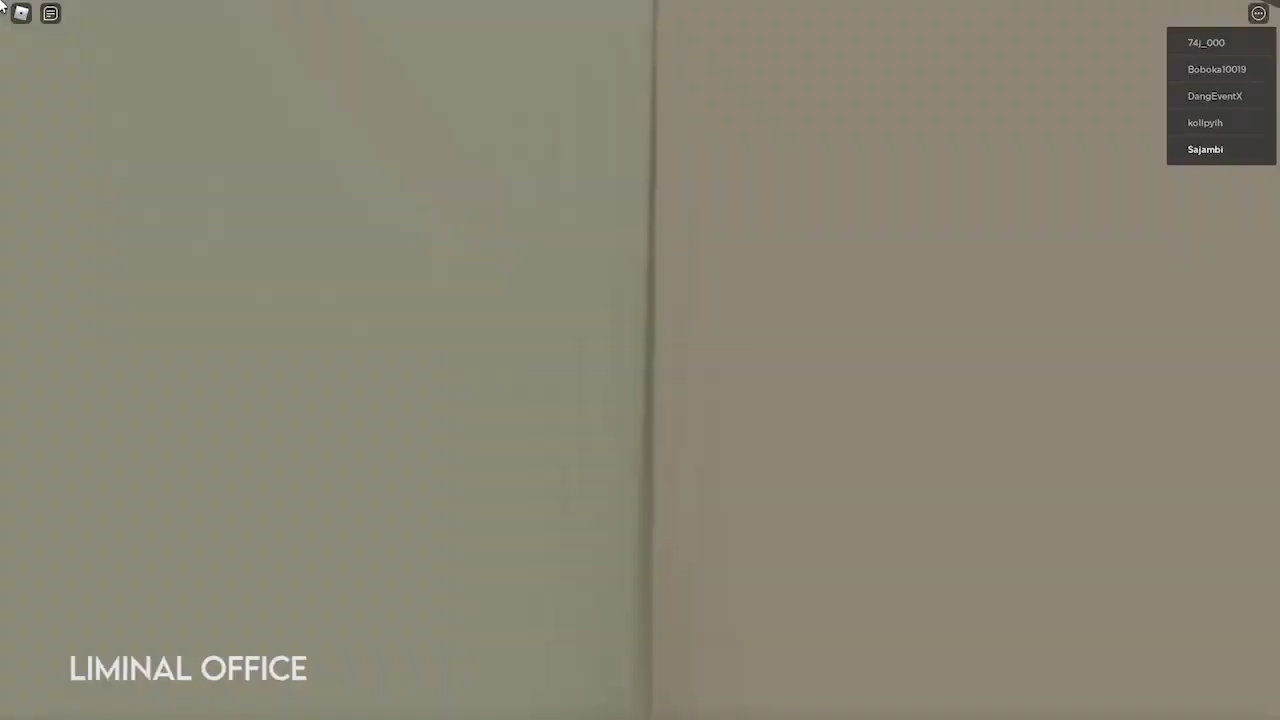 74j_000
Boboka10019
DangEventX
kolipyih
Sajambi
LIMINAL OFFICE